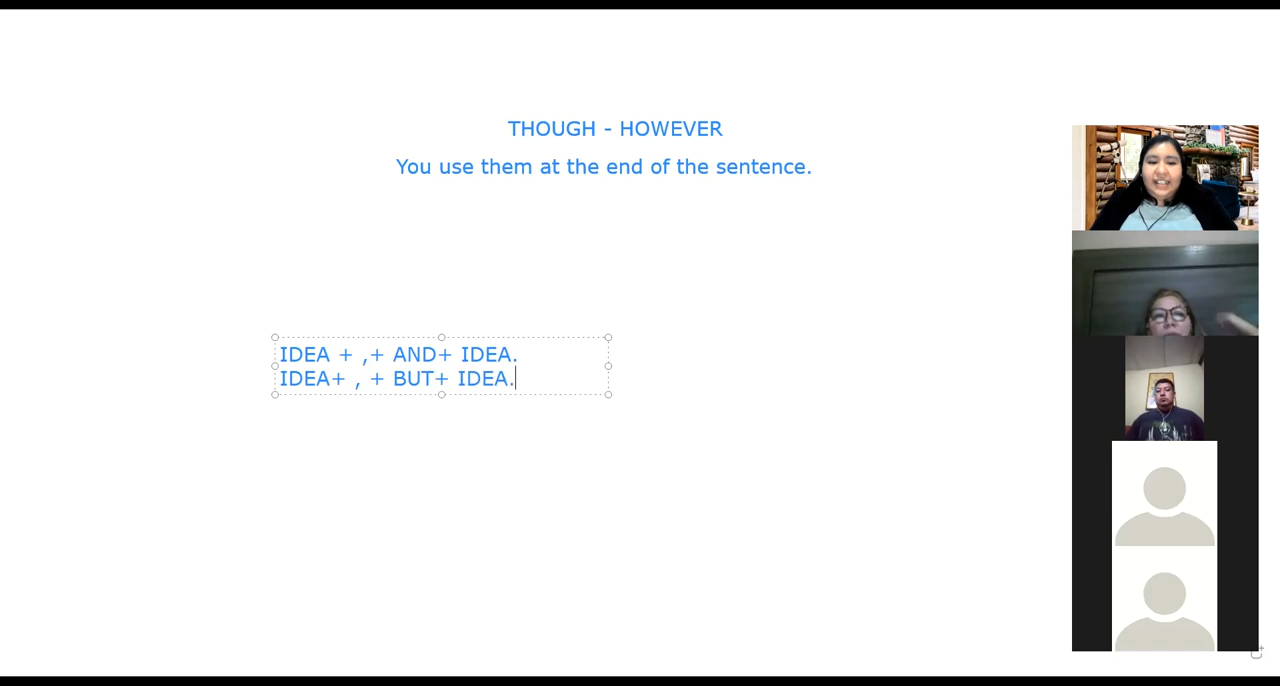 THOUGH - HOWEVER
You use them at the end of the sentence.
IDEA + ,+ AND+ IDEA.
IDEA+ , + BUT+ IDEA.